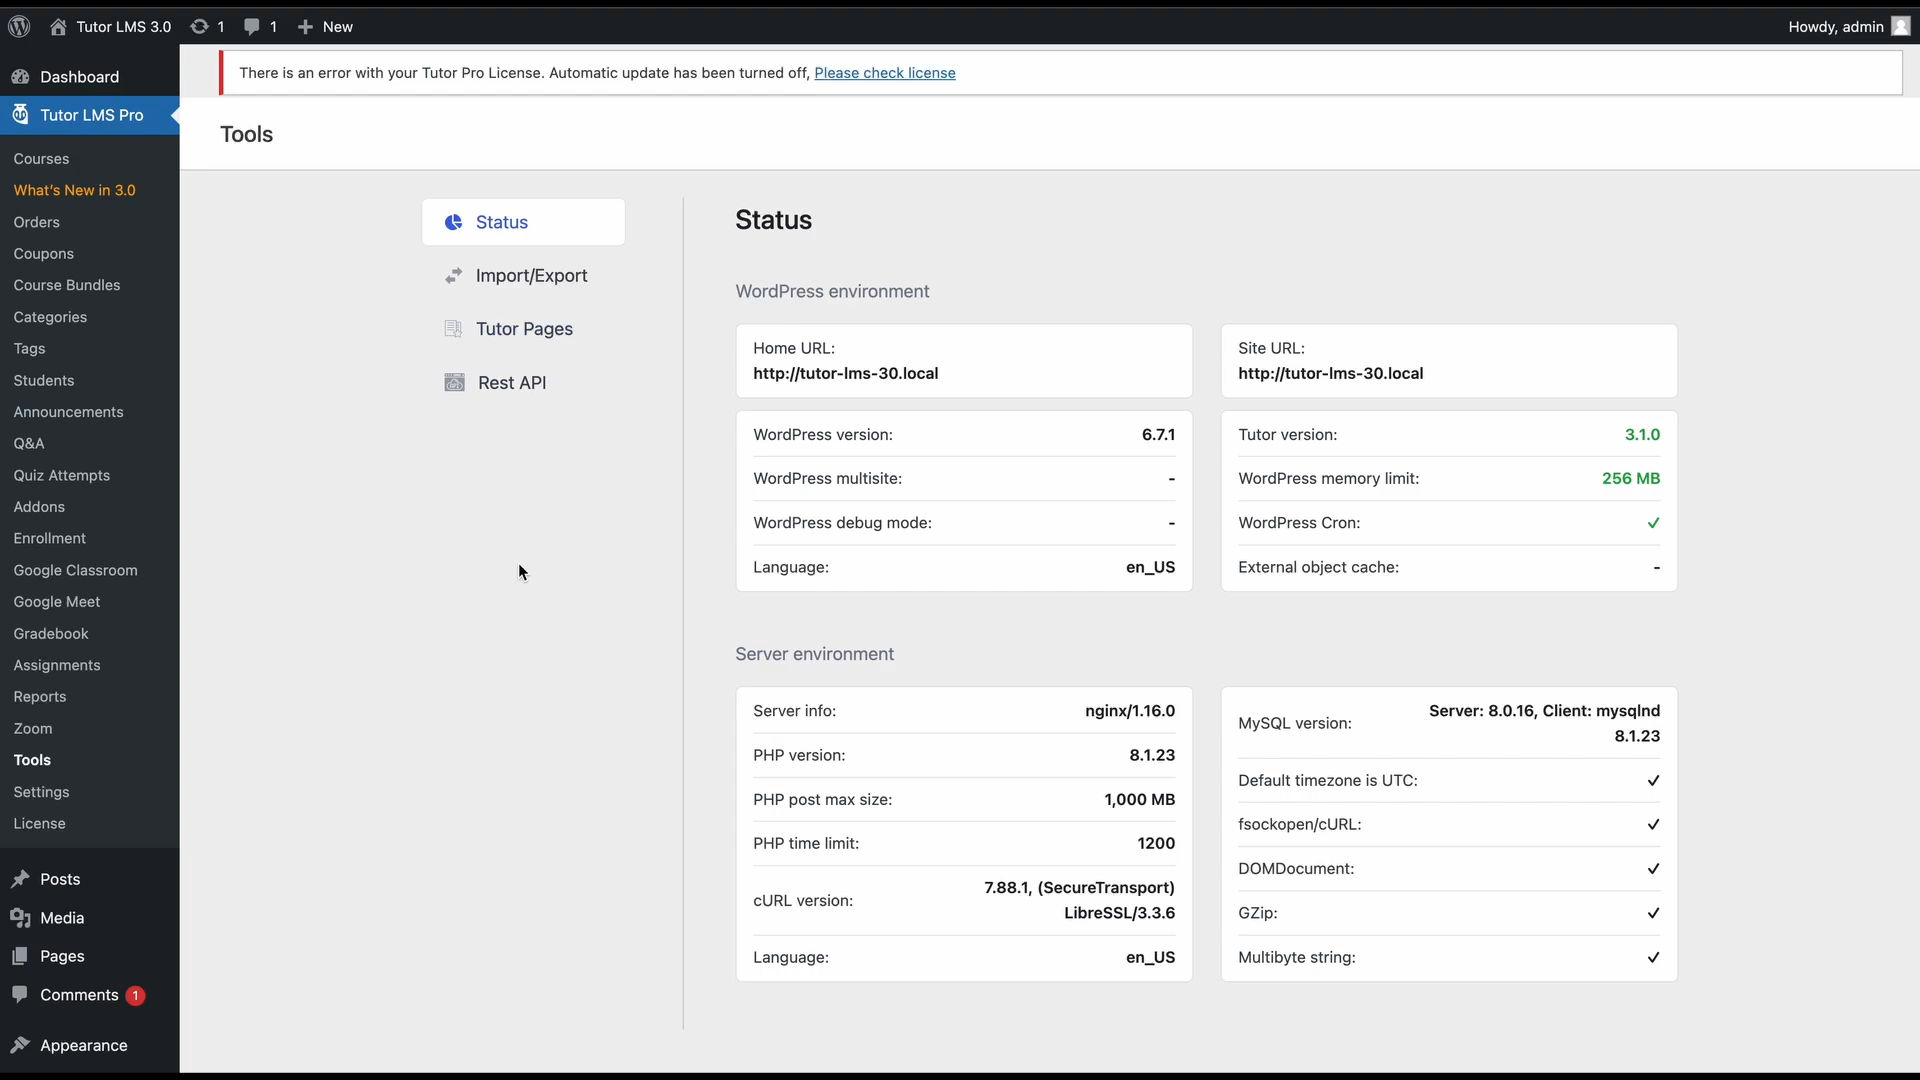 Tutor LMS 3.0 1 1 New Howdy, admin
There is an error with your Tutor Pro License. Automatic update has been turned off, Please check license
Dashboard
Tutor LMS Pro
Courses
What's New in 3.0
Orders
Coupons
Course Bundles
Categories
Tags
Students
Announcements
Q&A
Quiz Attempts
Addons
Enrollment
Google Classroom
Google Meet
Gradebook
Assignments
Reports
Zoom
Tools
Settings
License
Posts
Media
Pages
Comments 1
Appearance
Tools
Status
Import/Export
Tutor Pages
Rest API
Status
WordPress environment
Home URL:
http://tutor-lms-30.local
Site URL:
http://tutor-lms-30.local
WordPress version: 6.7.1
WordPress multisite: -
WordPress debug mode: -
Language: en_US
Tutor version: 3.1.0
WordPress memory limit: 256 MB
WordPress Cron: ✓
External object cache: -
Server environment
Server info: nginx/1.16.0
PHP version: 8.1.23
PHP post max size: 1,000 MB
PHP time limit: 1200
cURL version: 7.88.1, (SecureTransport)
LibreSSL/3.3.6
Language: en_US
MySQL version: Server: 8.0.16, Client: mysqlnd
8.1.23
Default timezone is UTC: ✓
fsockopen/cURL: ✓
DOMDocument: ✓
GZip: ✓
Multibyte string: ✓